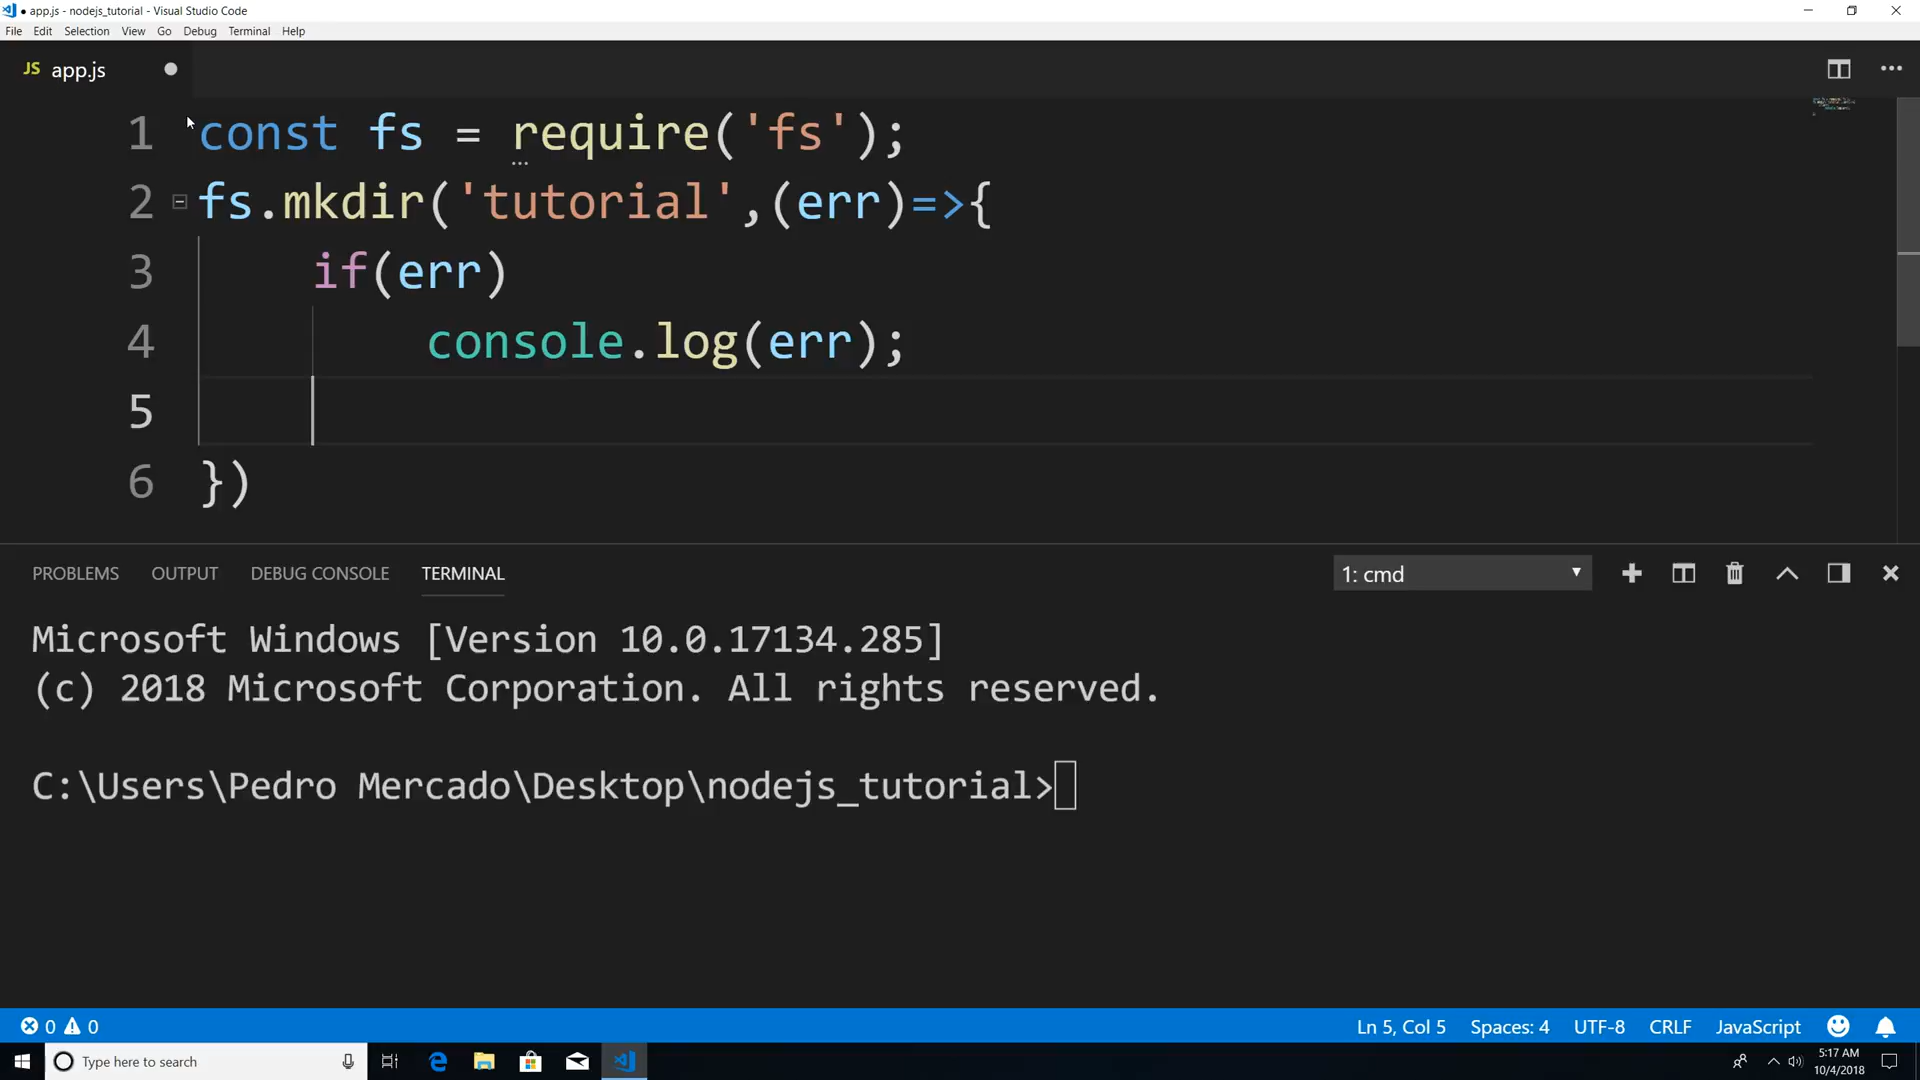 app.js - nodejs_tutorial - Visual Studio Code
File Edit Selection View Go Debug Terminal Help
JS app.js
1 const fs = require('fs');
2 fs.mkdir('tutorial',(err)=>{
3 if(err)
4 console.log(err);
5
6 })
PROBLEMS OUTPUT DEBUG CONSOLE TERMINAL 1: cmd
Microsoft Windows [Version 10.0.17134.285]
(c) 2018 Microsoft Corporation. All rights reserved.
C:\Users\Pedro Mercado\Desktop\nodejs_tutorial>
0 0 Ln 5, Col 5 Spaces: 4 UTF-8 CRLF JavaScript
Type here to search
5:17 AM
10/4/2018